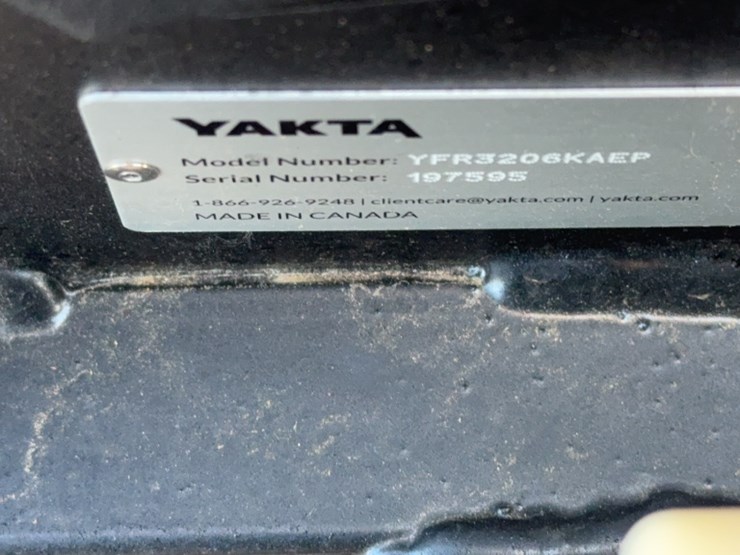 YAKTA
Model Number: YFR3206KAEP
Serial Number: 197595
1-866-926-9248 | clientcare@yakta.com | yakta.com
MADE IN CANADA